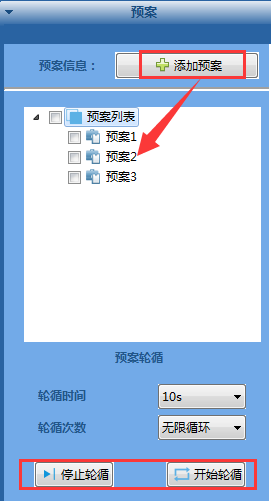 预案
预案信息： 添加预案
预案列表
预案1
预案2
预案3
预案轮循
轮循时间 10s
轮循次数 无限循环
停止轮循 开始轮循